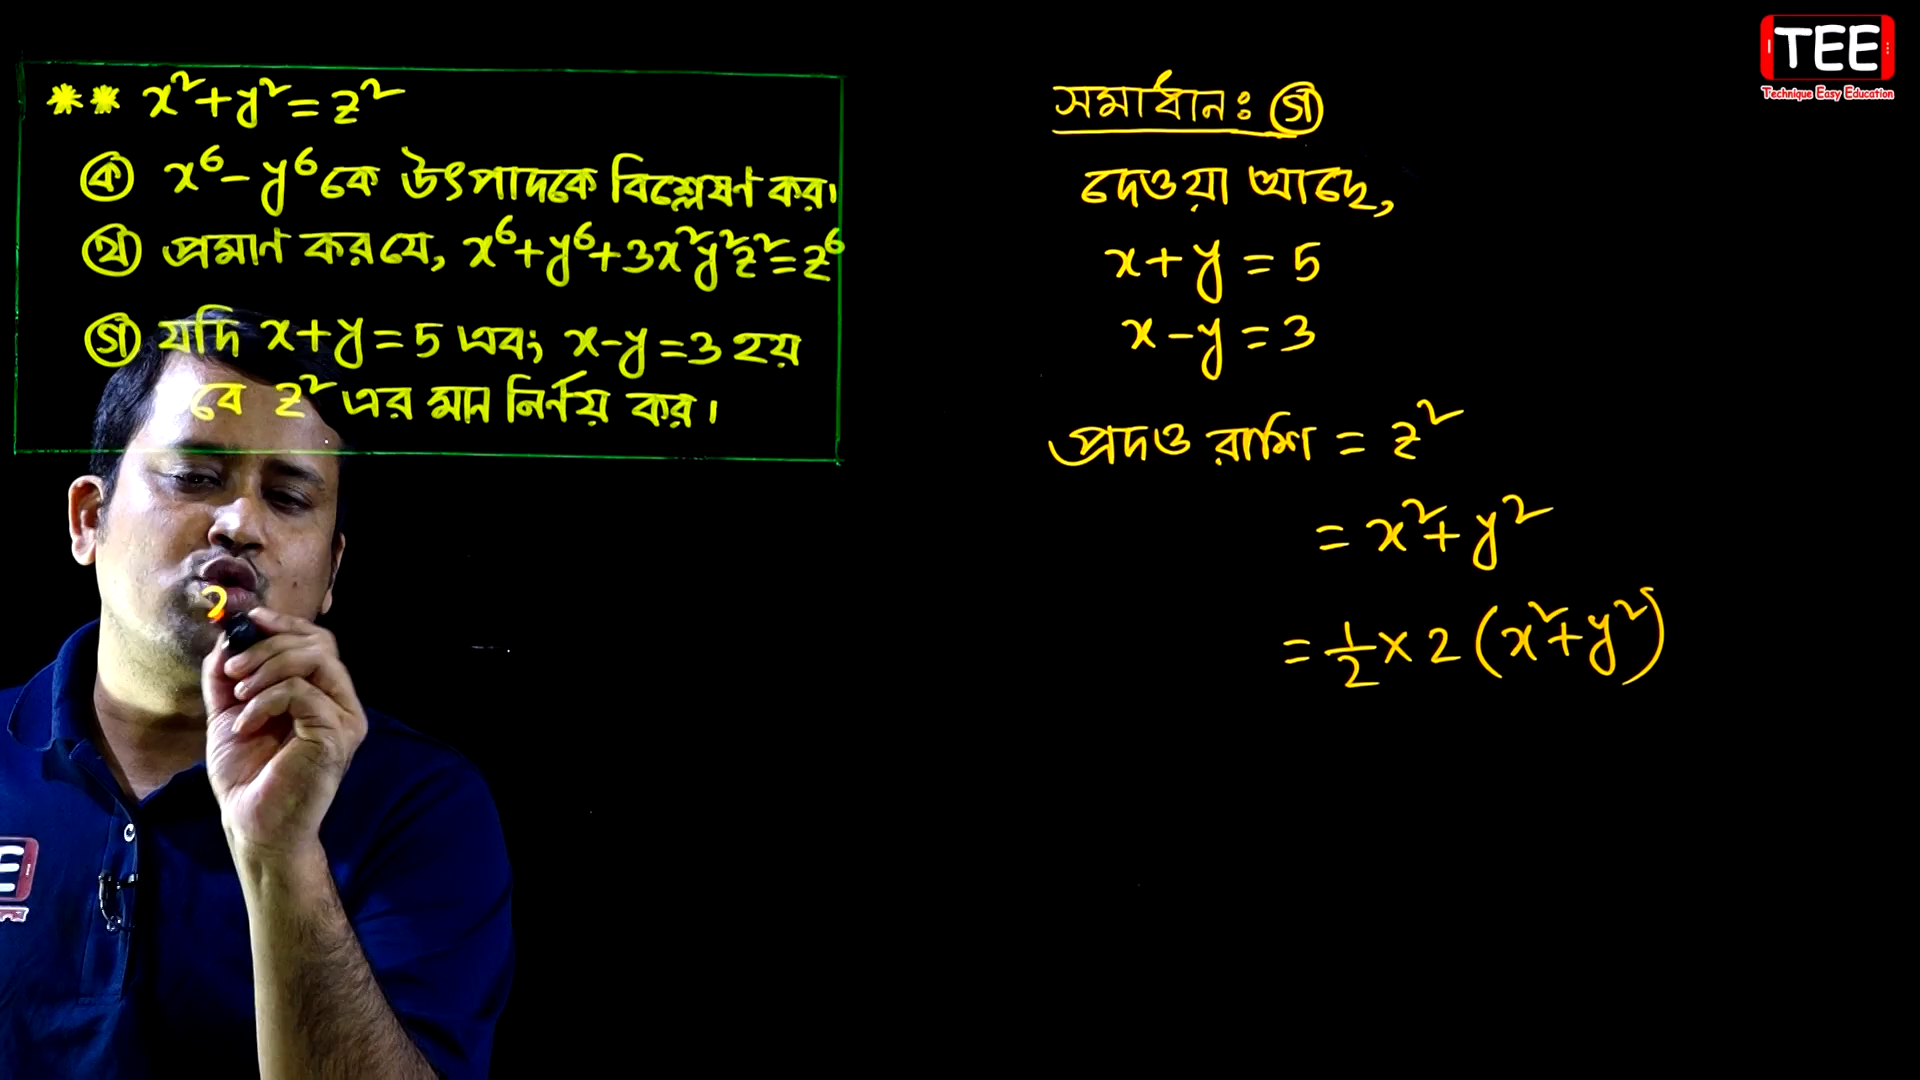 ** x²+y²=z²
ক x⁶-y⁶ কে উৎপাদকে বিশ্লেষণ কর।
খ প্রমাণ কর যে, x⁶+y⁶+3x²y²z²=z⁶
গ যদি x+y=5 এবং x-y=3 হয়
বে z² এর মান নির্ণয় কর।
সমাধান: গ
দেওয়া আছে,
x+y=5
x-y=3
প্রদত্ত রাশি = z²
= x²+y²
= 1/2 × 2 (x²+y²)
2
TEE
Technique Easy Education
E